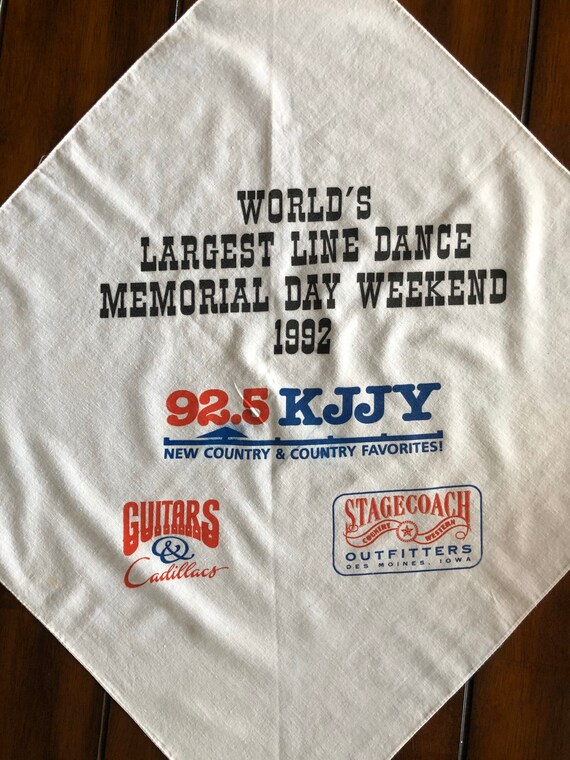 WORLD'S
LARGEST LINE DANCE
MEMORIAL DAY WEEKEND
1992
92.5 KJJY
NEW COUNTRY & COUNTRY FAVORITES!
GUITARS
&
Cadillacs
STAGECOACH
COUNTRY WESTERN
OUTFITTERS
DES MOINES, IOWA